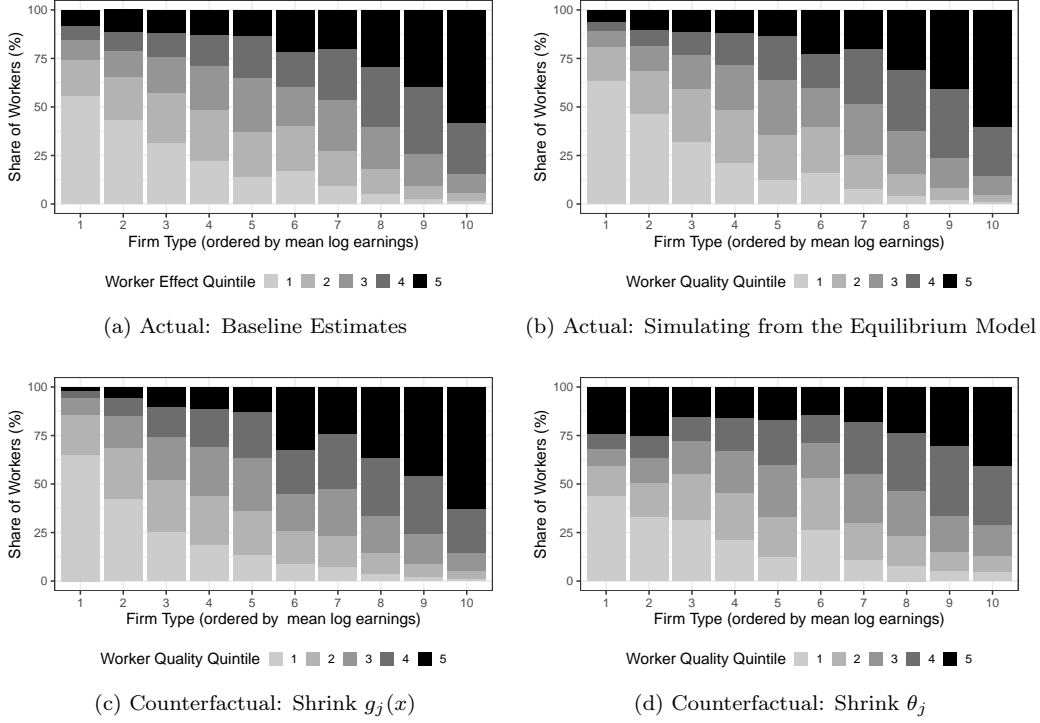 Share of Workers (%)
100
75
50
25
0
1 2 3 4 5 6 7 8 9 10
Firm Type (ordered by mean log earnings)
Worker Effect Quintile 1 2 3 4 5
(a) Actual: Baseline Estimates
Share of Workers (%)
100
75
50
25
0
1 2 3 4 5 6 7 8 9 10
Firm Type (ordered by mean log earnings)
Worker Quality Quintile 1 2 3 4 5
(b) Actual: Simulating from the Equilibrium Model
Share of Workers (%)
100
75
50
25
0
1 2 3 4 5 6 7 8 9 10
Firm Type (ordered by mean log earnings)
Worker Quality Quintile 1 2 3 4 5
(c) Counterfactual: Shrink g_j(x)
Share of Workers (%)
100
75
50
25
0
1 2 3 4 5 6 7 8 9 10
Firm Type (ordered by mean log earnings)
Worker Quality Quintile 1 2 3 4 5
(d) Counterfactual: Shrink θ_j